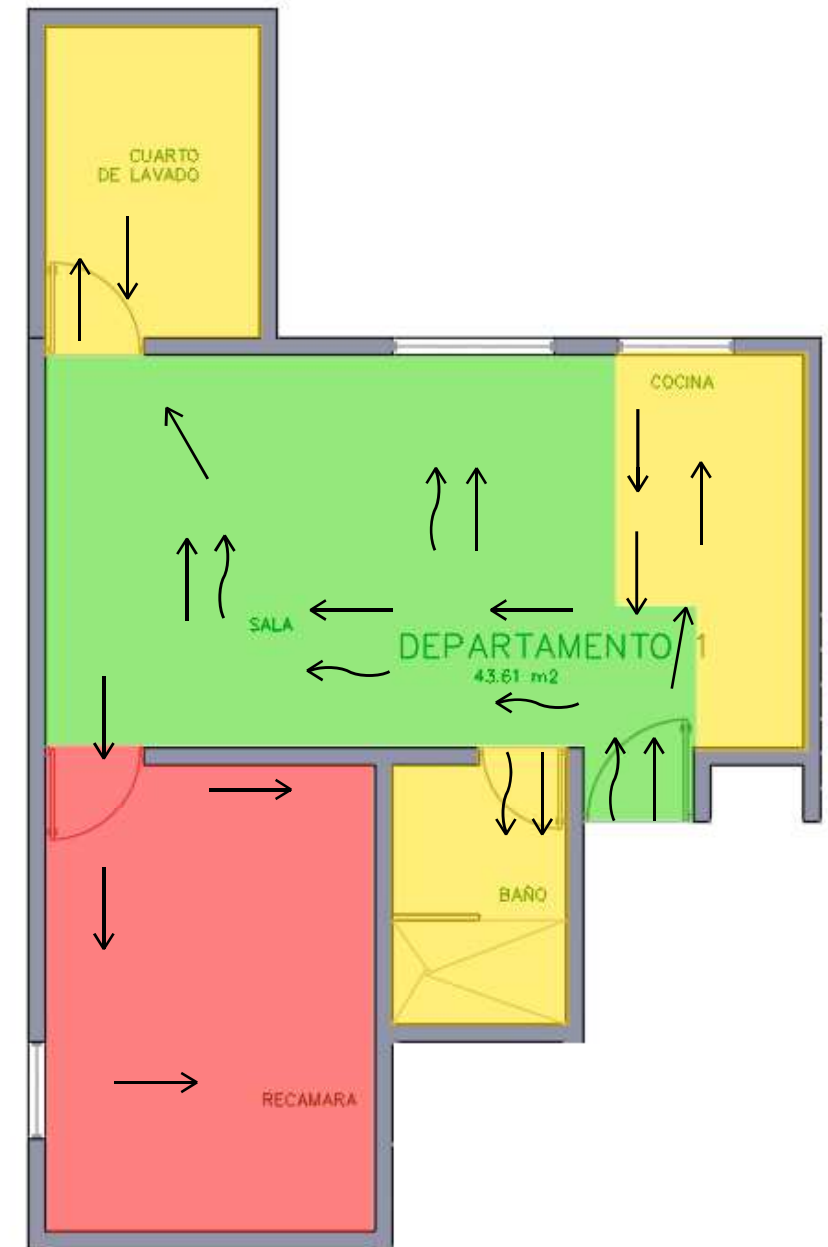 CUARTO
DE LAVADO
COCINA
SALA
DEPARTAMENTO 1
43.61 m2
BAÑO
RECAMARA